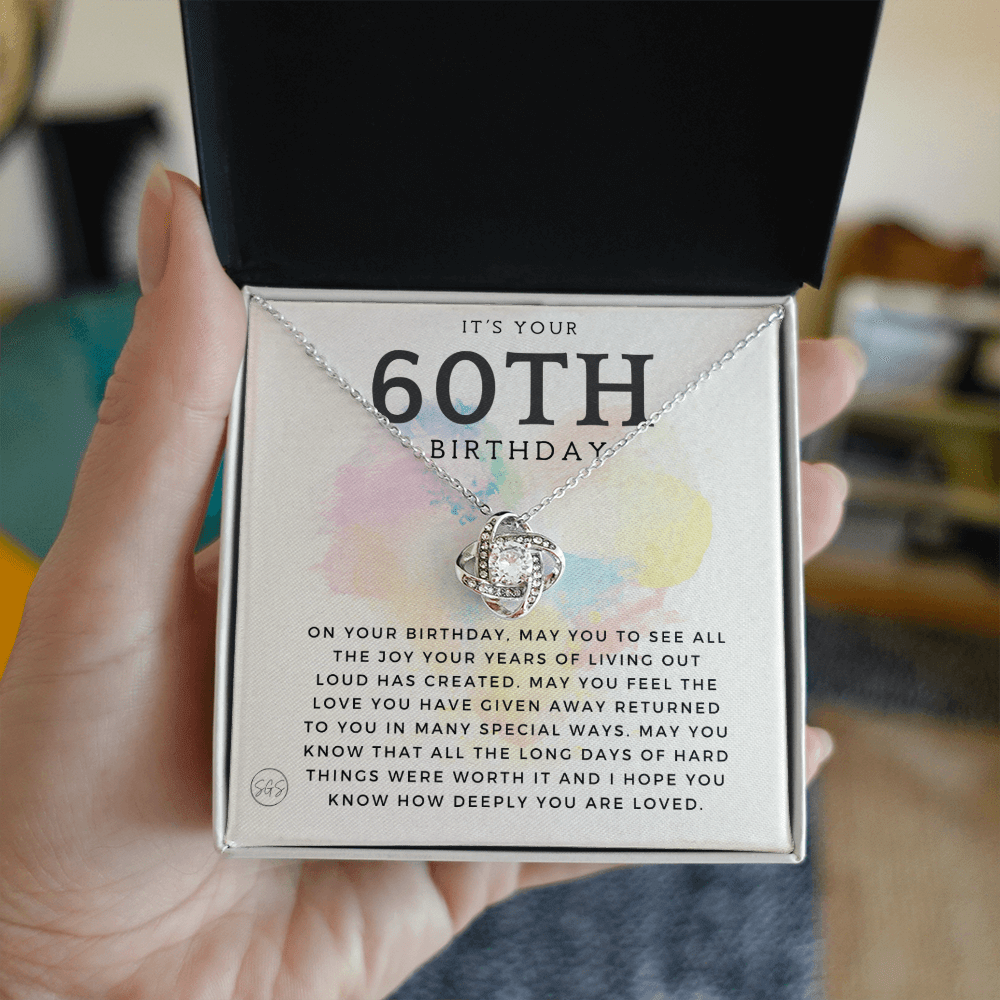 IT'S YOUR
60TH
BIRTHDAY
ON YOUR BIRTHDAY, MAY YOU TO SEE ALL
THE JOY YOUR YEARS OF LIVING OUT
LOUD HAS CREATED. MAY YOU FEEL THE
LOVE YOU HAVE GIVEN AWAY RETURNED
TO YOU IN MANY SPECIAL WAYS. MAY YOU
KNOW THAT ALL THE LONG DAYS OF HARD
THINGS WERE WORTH IT AND I HOPE YOU
KNOW HOW DEEPLY YOU ARE LOVED.
SGS